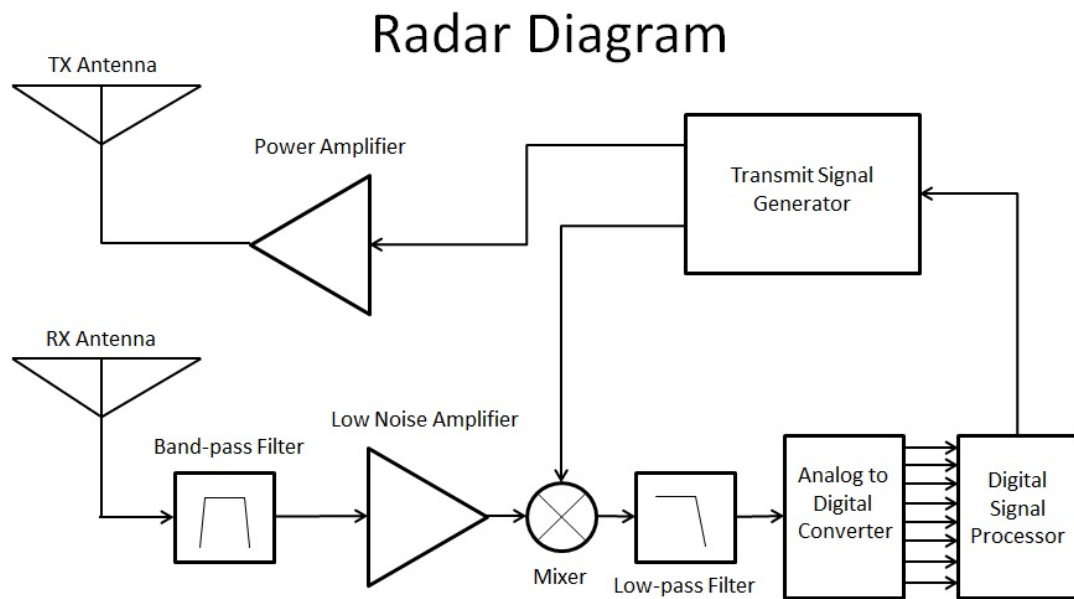 Radar Diagram
TX Antenna
Power Amplifier
Transmit Signal
Generator
RX Antenna
Band-pass Filter
Low Noise Amplifier
Mixer
Low-pass Filter
Analog to
Digital
Converter
Digital
Signal
Processor